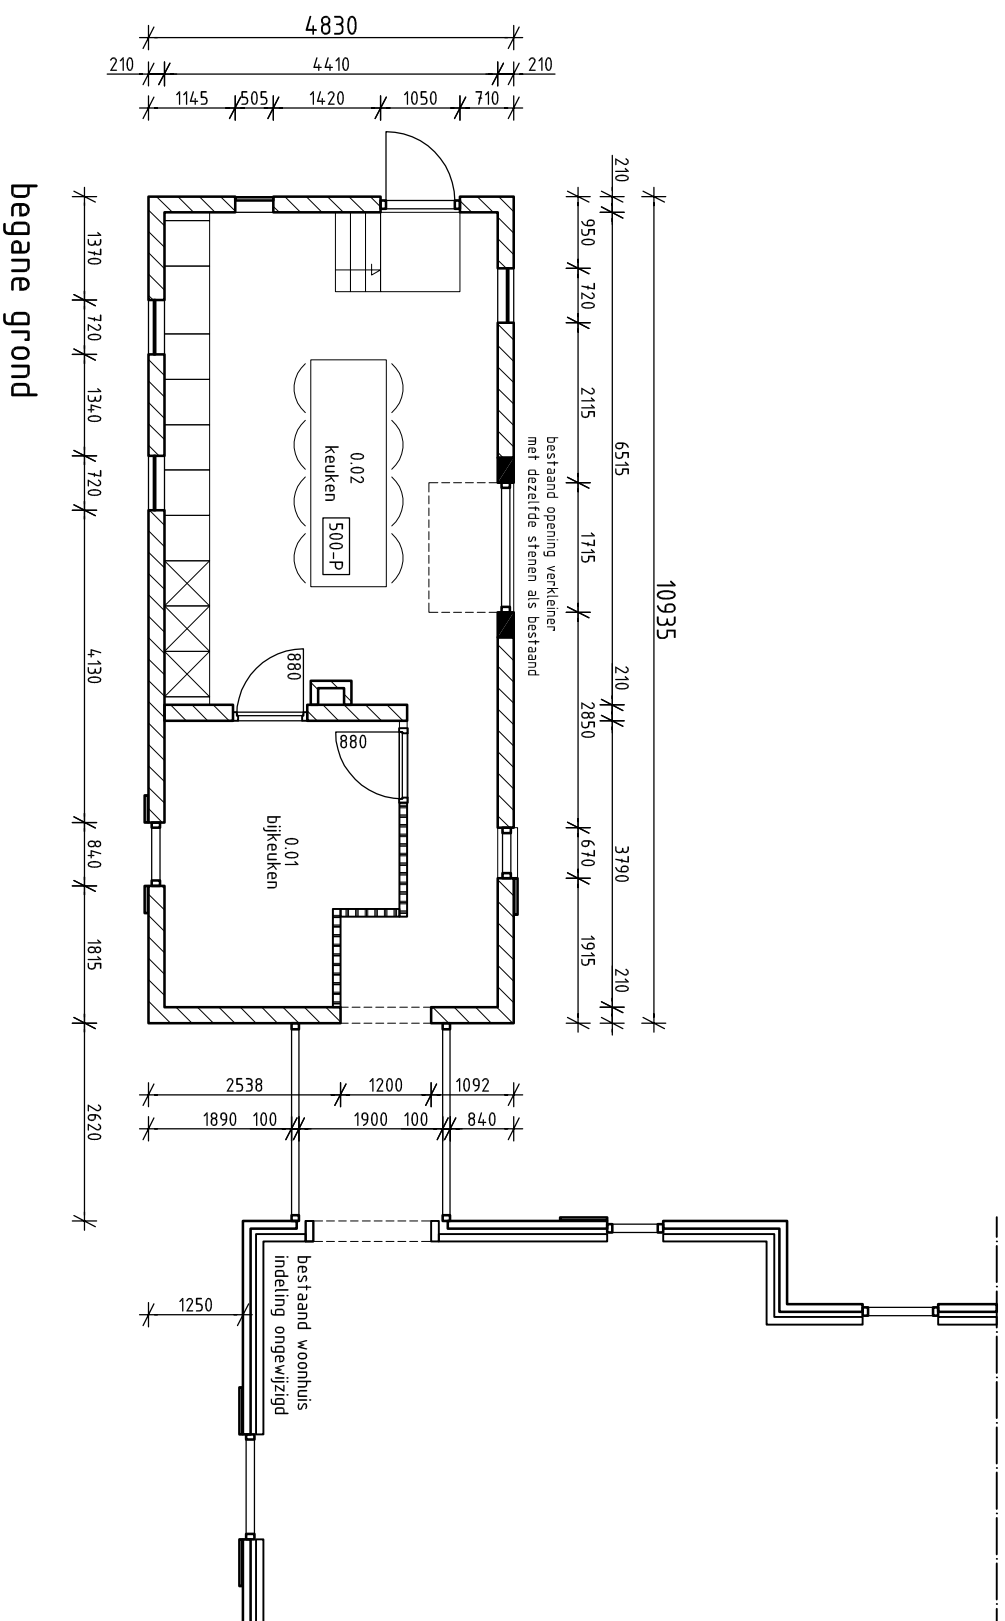 4830
210 4410 210
1145 505 1420 1050 710
210 6515 210 3790 210
10935
950 720 2115 1715 2850 670 1915
bestaand opening verkleiner
met dezelfde stenen als bestaand
0.02
keuken 500-P
880
880
0.01
bijkeuken
1370 720 1340 720 4130 840 1815 2620
begane grond
2538 1200 1092
1890 100 1900 100 840
1250
bestaand woonhuis
indeling ongewijzigd